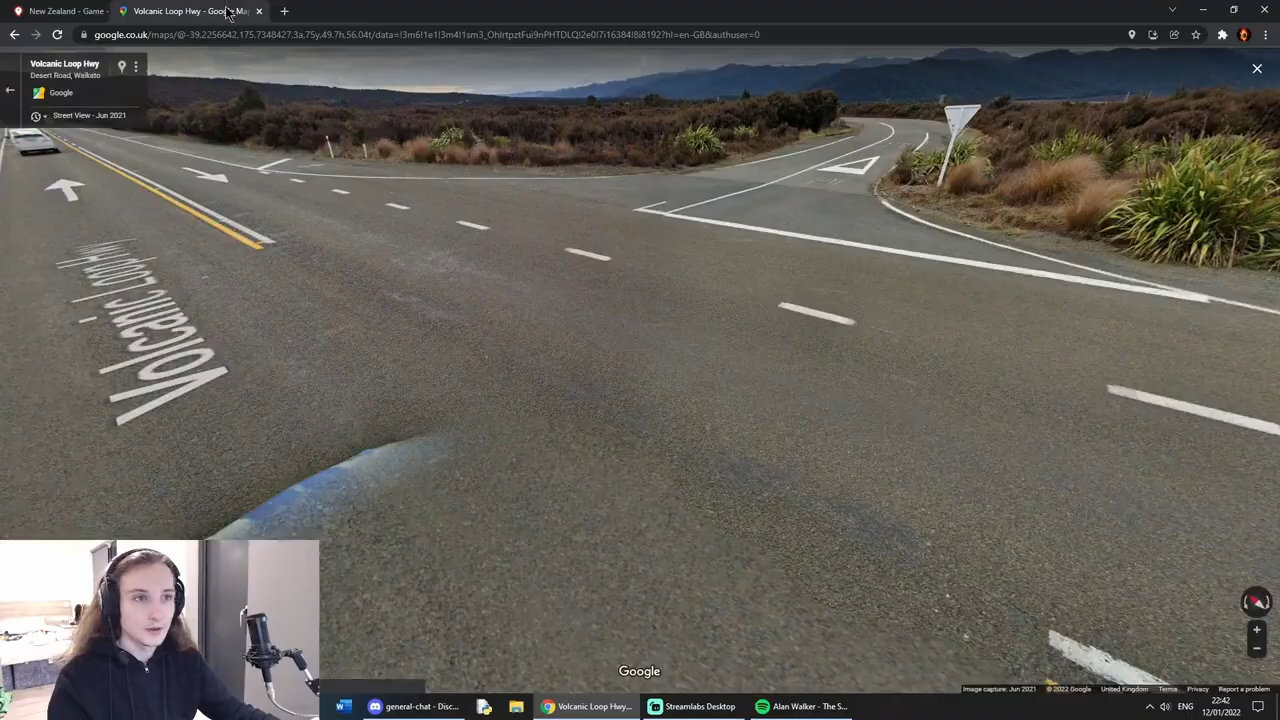 New Zealand - Game -
Volcanic Loop Hwy - Google Ma
google.co.uk/maps/@-39.2256642,175.7348427,3a,75y,49.7h,56.04t/data=!3m6!1e1!3m4!1sm3_OhlrtpztFui9nPHTDLQ!2e0!7i16384!8i8192?hl=en-GB&authuser=0
Volcanic Loop Hwy
Desert Road, Waikato
Google
Street View - Jun 2021
Volcanic Loop Hwy
Google
Image capture: Jun 2021 © 2022 Google United Kingdom Terms Privacy Report a problem
general-chat - Disc...
Volcanic Loop Hwy...
Streamlabs Desktop
Alan Walker - The S...
ENG
22:42
12/01/2022